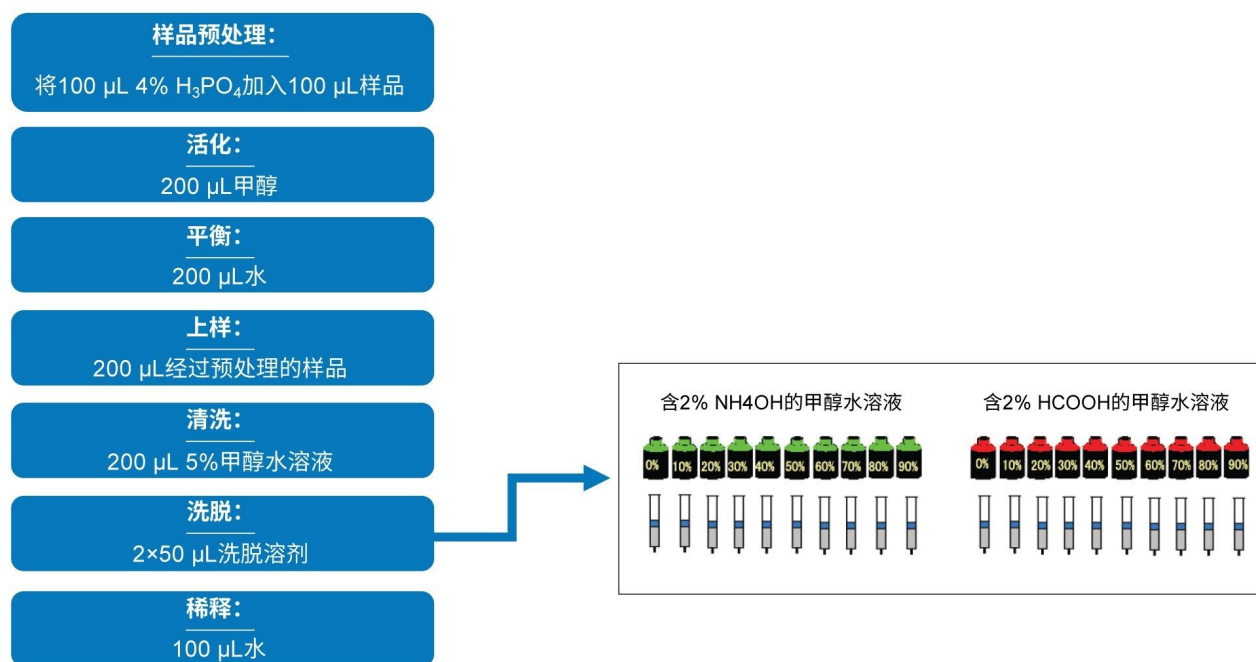 样品预处理：
将100 µL 4% H₃PO₄加入100 µL样品
活化：
200 µL甲醇
平衡：
200 µL水
上样：
200 µL经过预处理的样品
清洗：
200 µL 5%甲醇水溶液
洗脱：
2×50 µL洗脱溶剂
稀释：
100 µL水
含2% NH4OH的甲醇水溶液
0% 10% 20% 30% 40% 50% 60% 70% 80% 90%
含2% HCOOH的甲醇水溶液
0% 10% 20% 30% 40% 50% 60% 70% 80% 90%